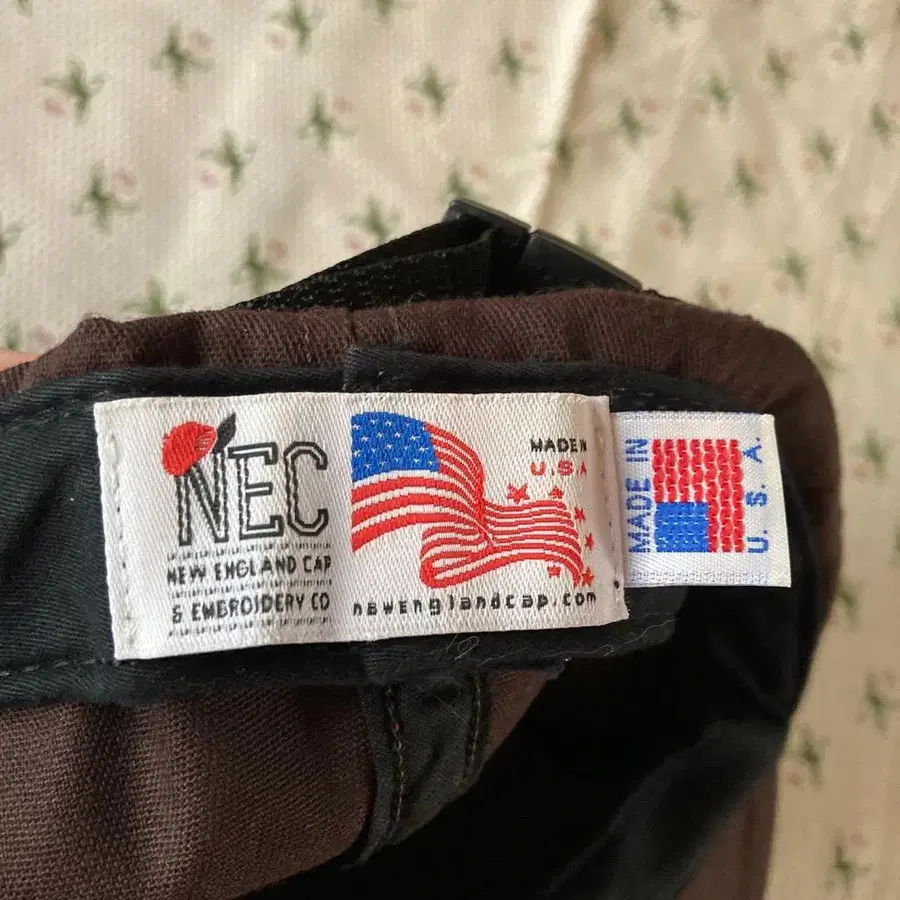 NEC
NEW ENGLAND CAP
& EMBROIDERY CO
MADE IN
U.S.A
newenglandcap.com
MADE IN
U. S. A.